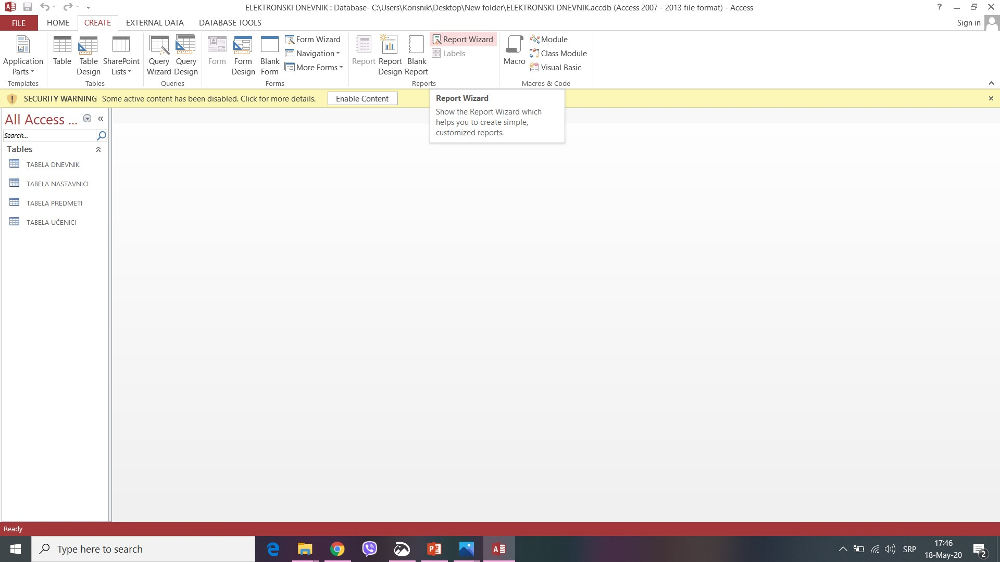 ELEKTRONSKI DNEVNIK : Database- C:\Users\Korisnik\Desktop\New folder\ELEKTRONSKI DNEVNIK.accdb (Access 2007 - 2013 file format) - Access
FILE HOME CREATE EXTERNAL DATA DATABASE TOOLS Sign in
Application Parts
Templates
Table
Table Design
SharePoint Lists
Tables
Query Wizard
Query Design
Queries
Form
Form Design
Blank Form
Form Wizard
Navigation
More Forms
Forms
Report
Report Design
Blank Report
Report Wizard
Labels
Reports
Macro
Module
Class Module
Visual Basic
Macros & Code
SECURITY WARNING Some active content has been disabled. Click for more details. Enable Content
Report Wizard
Show the Report Wizard which
helps you to create simple,
customized reports.
All Access ...
Search...
Tables
TABELA DNEVNIK
TABELA NASTAVNICI
TABELA PREDMETI
TABELA UČENICI
Ready
Type here to search
SRP
17:46
18-May-20
2